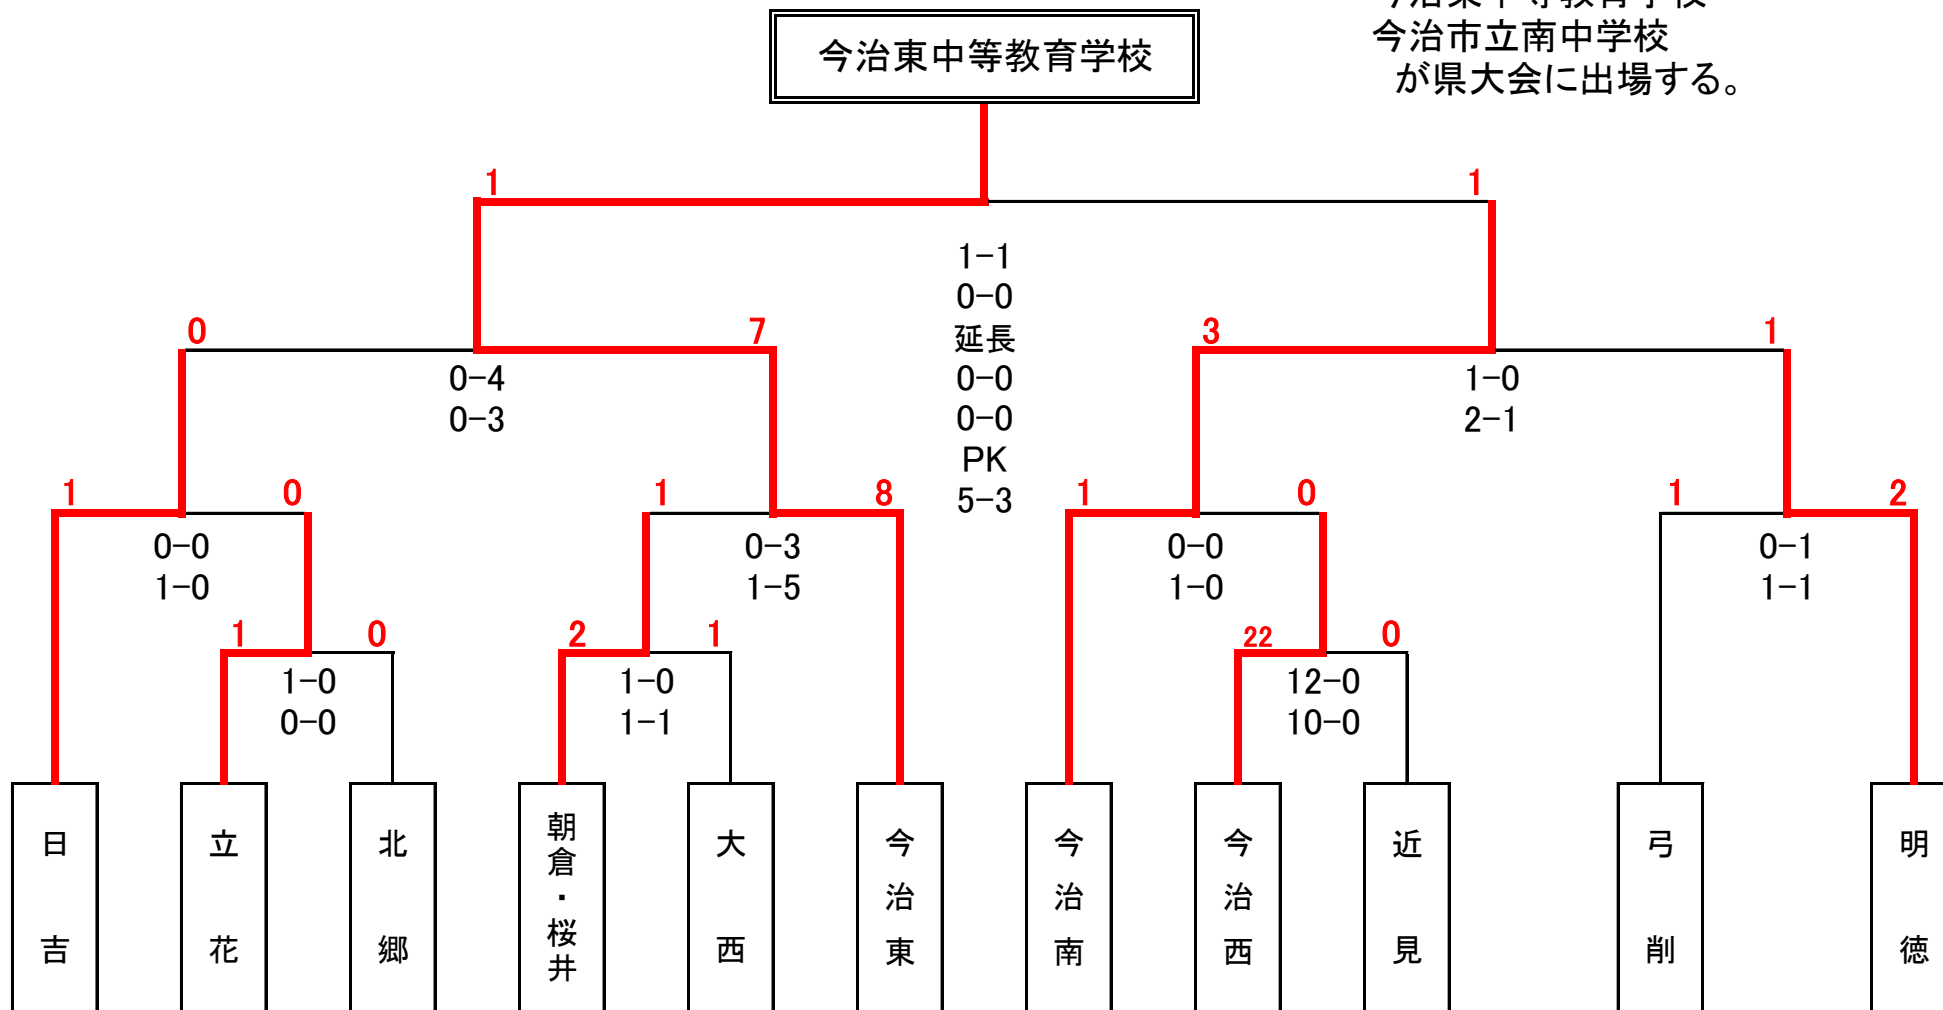 今治東中等教育学校
今治東中等教育学校
今治市立南中学校
が県大会に出場する。
1
1
1-1
0-0
延長
0-0
0-0
PK
5-3
0
7
3
1
0-4
0-3
1-0
2-1
1
0
1
8
1
0
1
2
0-0
1-0
0-3
1-5
0-0
1-0
0-1
1-1
1
0
2
1
22
0
1-0
0-0
1-0
1-1
12-0
10-0
日吉
立花
北郷
朝倉・桜井
大西
今治東
今治南
今治西
近見
弓削
明徳